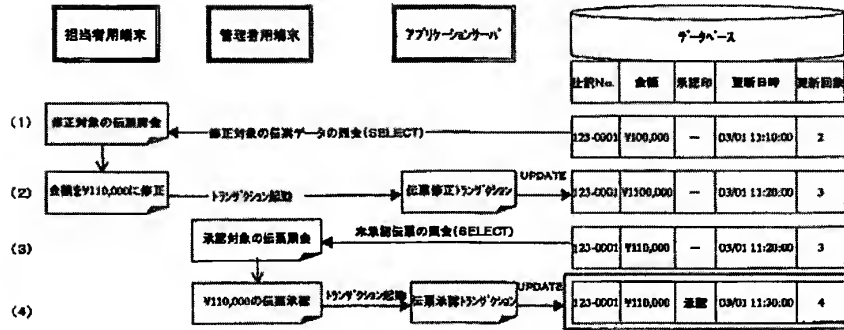 担当者用端末
管理者用端末
アプリケーションサーバ
データベース
仕訳No.
金額
承認印
更新日時
更新回数
(1)
修正対象の伝票照会
修正対象の伝票データの照会(SELECT)
123-0001
¥100,000
—
03/01 11:10:00
2
(2)
金額を¥110,000に修正
トランザクション起動
伝票修正トランザクション
UPDATE
123-0001
¥1100,000
—
03/01 11:20:00
3
(3)
承認対象の伝票照会
未承認伝票の照会(SELECT)
123-0001
¥110,000
—
03/01 11:20:00
3
(4)
¥110,000の伝票承認
トランザクション起動
伝票承認トランザクション
UPDATE
123-0001
¥110,000
承認
03/01 11:30:00
4